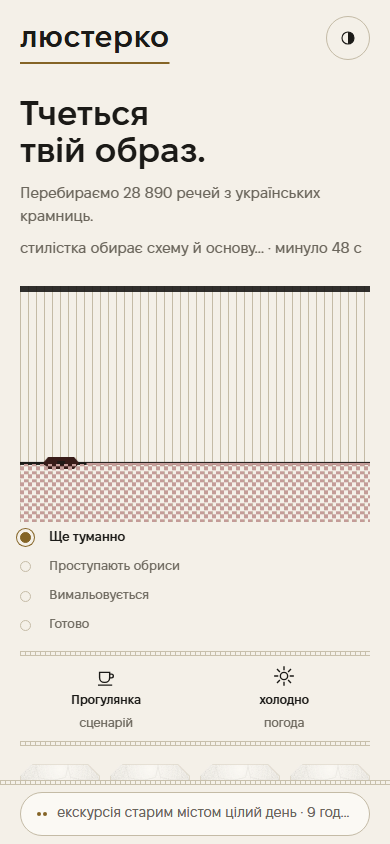 люстерко
Тчеться
твій образ.
Перебираємо 28 890 речей з українських
крамниць.
стилістка обирає схему й основу... · минуло 48 с
Ще туманно
Проступають обриси
Вимальовується
Готово
Прогулянка
холодно
сценарій
погода
екскурсія старим містом цілий день · 9 год...